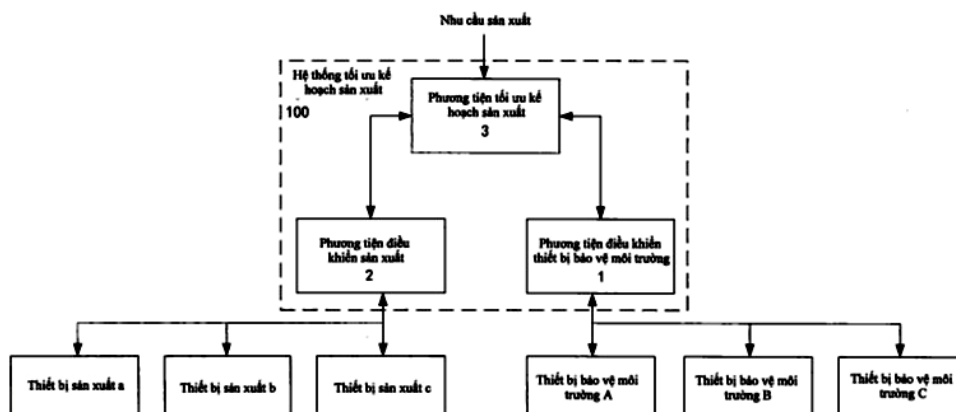 Nhu cầu sản xuất
Hệ thống tối ưu kế
hoạch sản xuất
100
Phương tiện tối ưu kế
hoạch sản xuất
3
Phương tiện điều
khiển sản xuất
2
Phương tiện điều khiển
thiết bị bảo vệ môi trường
1
Thiết bị sản xuất a
Thiết bị sản xuất b
Thiết bị sản xuất c
Thiết bị bảo vệ môi
trường A
Thiết bị bảo vệ môi
trường B
Thiết bị bảo vệ môi
trường C